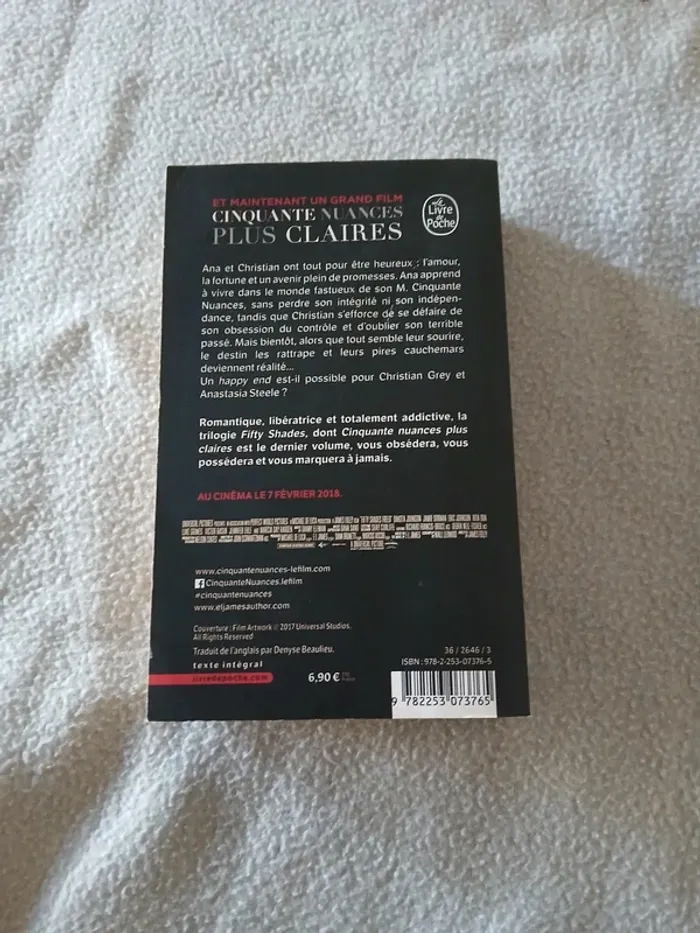 ET MAINTENANT UN GRAND FILM
CINQUANTE NUANCES
PLUS CLAIRES
Le
Livre
de
Poche
Ana et Christian ont tout pour être heureux : l'amour,
la fortune et un avenir plein de promesses. Ana apprend
à vivre dans le monde fastueux de son M. Cinquante
Nuances, sans perdre son intégrité ni son indépen-
dance, tandis que Christian s'efforce de se défaire de
son obsession du contrôle et d'oublier son terrible
passé. Mais bientôt, alors que tout semble leur sourire,
le destin les rattrape et leurs pires cauchemars
deviennent réalité...
Un happy end est-il possible pour Christian Grey et
Anastasia Steele ?
Romantique, libératrice et totalement addictive, la
trilogie Fifty Shades, dont Cinquante nuances plus
claires est le dernier volume, vous obsédera, vous
possédera et vous marquera à jamais.
AU CINÉMA LE 7 FÉVRIER 2018.
www.cinquantenuances-lefilm.com
CinquanteNuances.lefilm
#cinquantenuances
www.eljamesauthor.com
Couverture : Film Artwork © 2017 Universal Studios.
All Rights Reserved
Traduit de l'anglais par Denyse Beaulieu.
texte intégral
livredepoche.com
6,90 €
36 / 2646 / 3
ISBN : 978-2-253-07376-5
9 782253 073765